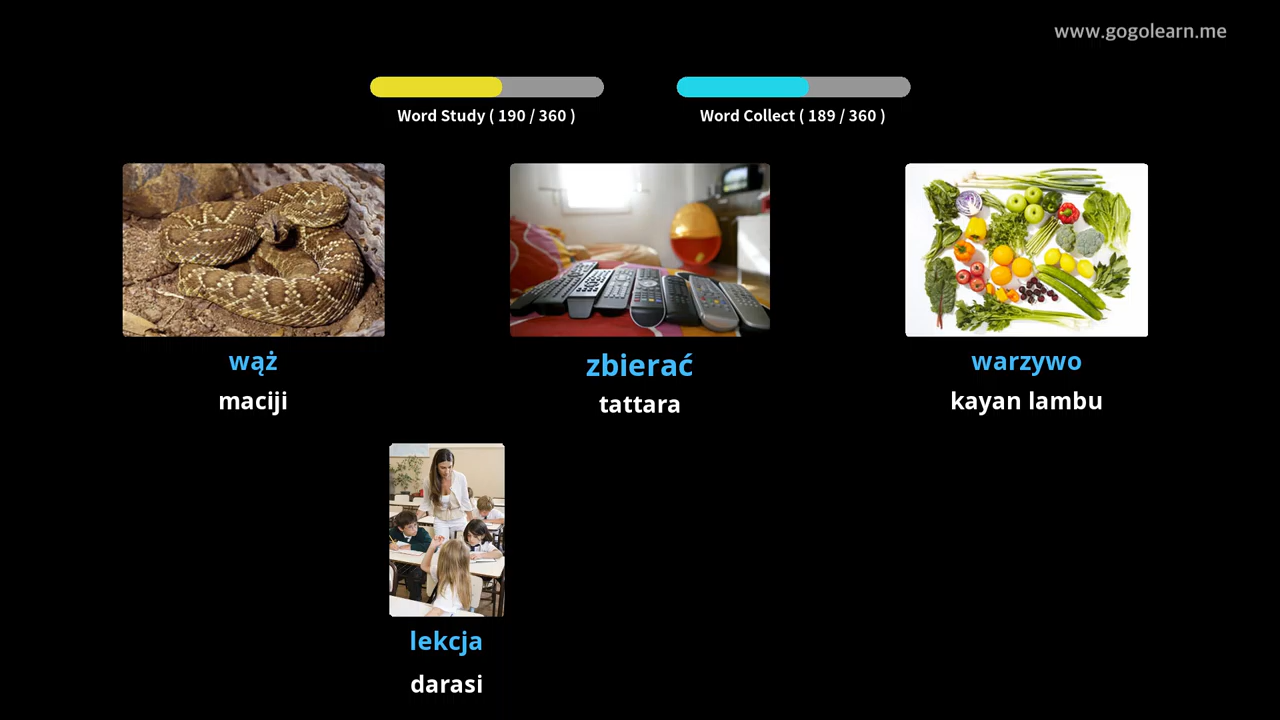 www.gogolearn.me
Word Study ( 190 / 360 )
Word Collect ( 189 / 360 )
wąż
maciji
zbierać
tattara
warzywo
kayan lambu
lekcja
darasi